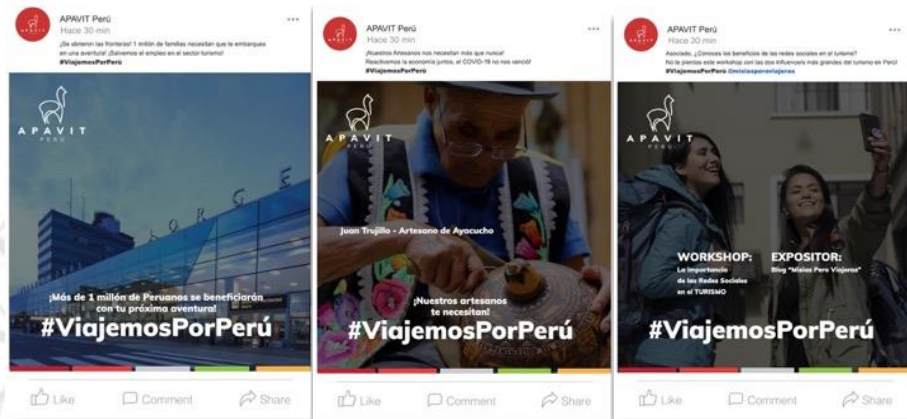 APAVIT Perú
Hace 30 min
¡Se abrieron las fronteras! 1 millón de familias necesitan que te embarques
en una aventura! ¡Salvemos el empleo en el sector turismo!
#ViajemosPorPerú
APAVIT
PERÚ
JORGE
¡Más de 1 millón de Peruanos se beneficiarán
con tu próxima aventura!
#ViajemosPorPerú
Like
Comment
Share
APAVIT Perú
Hace 30 min
¡Nuestros Artesanos nos necesitan más que nunca!
Reactivemos la economía juntos, el COVID-19 no nos venció!
#ViajemosPorPerú
APAVIT
PERÚ
Juan Trujillo - Artesano de Ayacucho
¡Nuestros artesanos
te necesitan!
#ViajemosPorPerú
Like
Comment
Share
APAVIT Perú
Hace 30 min
Asociado, ¿Conoces los beneficios de las redes sociales en el turismo?
No te pierdas este workshop con las dos influencers más grandes del turismo en Perú!
#ViajemosPorPerú @misiasperoviajeras
APAVIT
PERÚ
WORKSHOP:
La importancia
de las Redes Sociales
en el TURISMO
EXPOSITOR:
Blog "Misias Pero Viajeras"
#ViajemosPorPerú
Like
Comment
Share